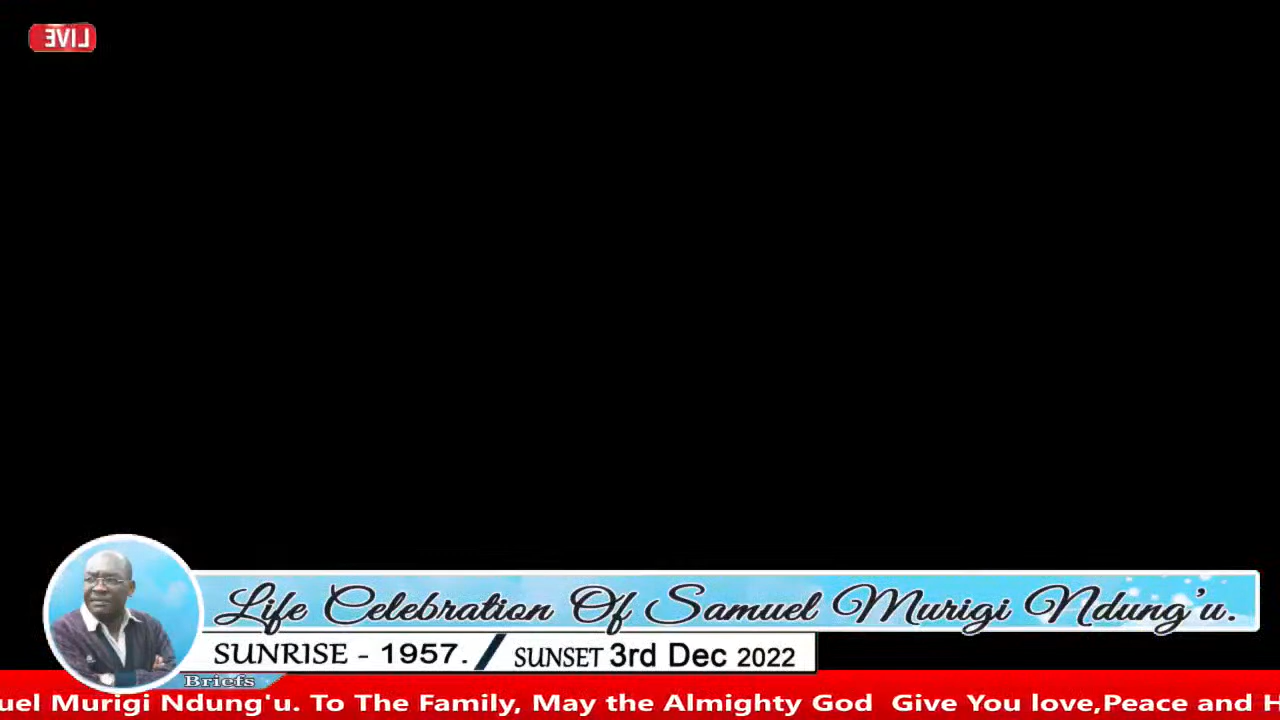 LIVE
Life Celebration Of Samuel Murigi Ndung'u.
SUNRISE - 1957. / SUNSET 3rd Dec 2022
Briefs
uel Murigi Ndung'u. To The Family, May the Almighty God Give You love,Peace and H